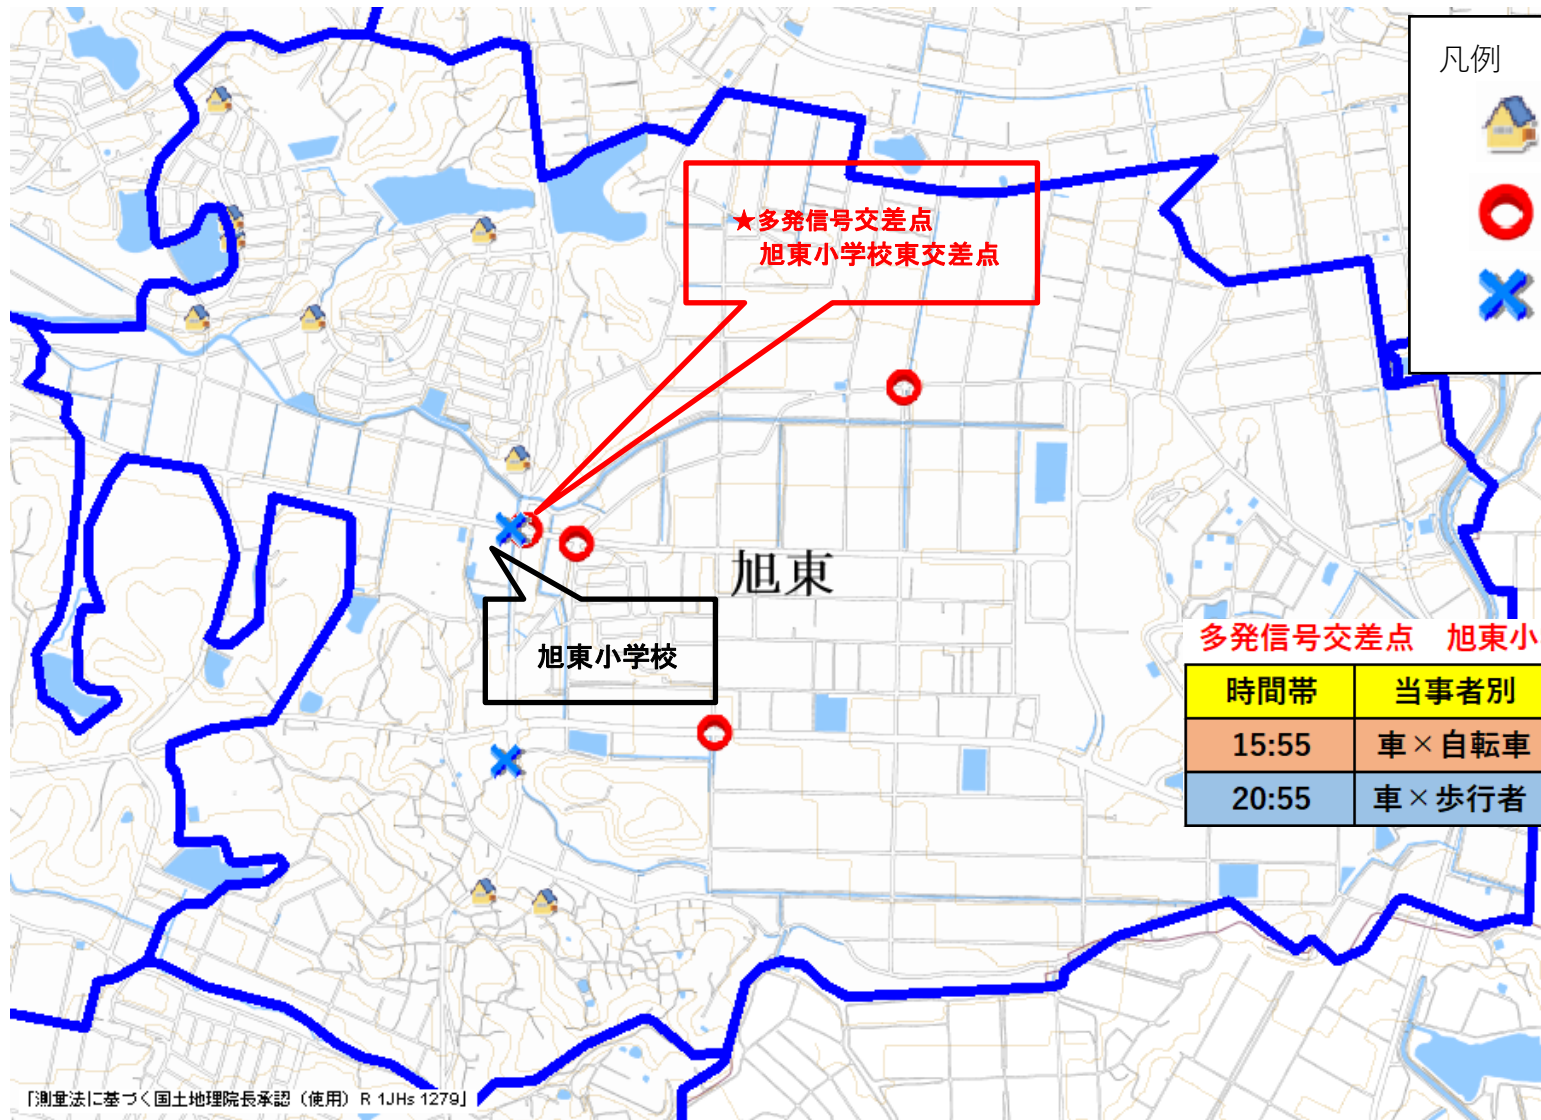 凡例
★多発信号交差点
旭東小学校東交差点
旭東
旭東小学校
多発信号交差点　旭東小
時間帯 当事者別
15:55 車×自転車
20:55 車×歩行者
「測量法に基づく国土地理院長承認（使用）R 1JHs 1279」